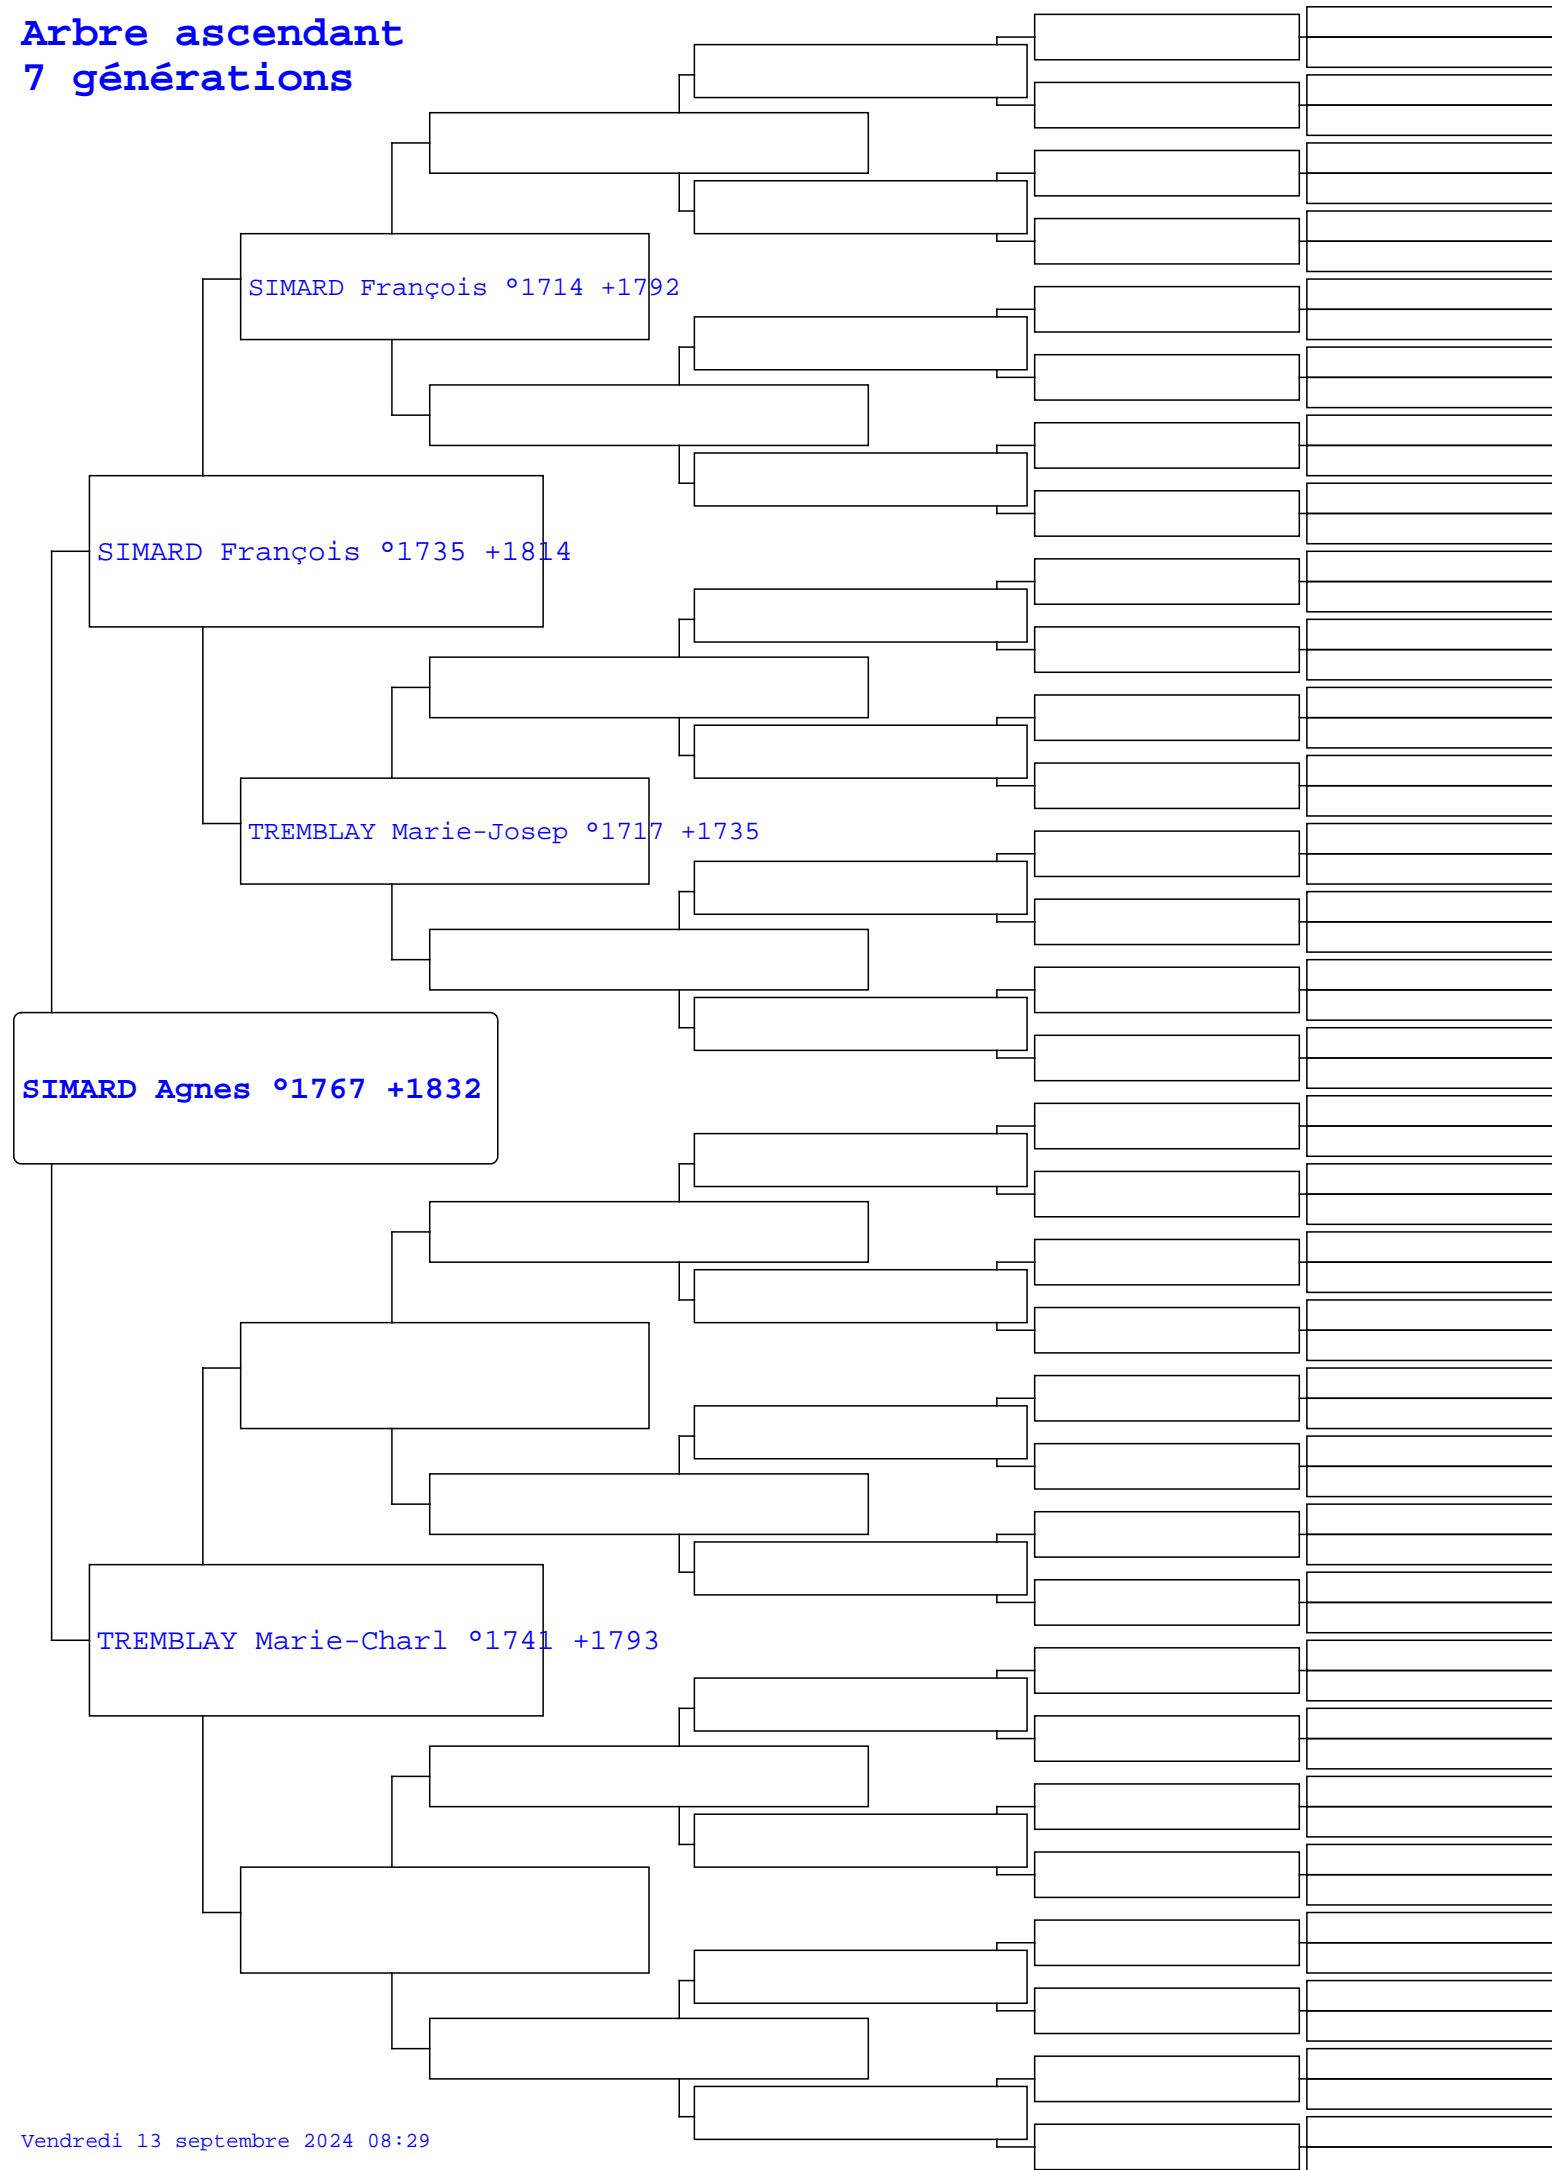 Arbre ascendant
7 générations
SIMARD François °1714 +1792
SIMARD François °1735 +1814
TREMBLAY Marie-Josep °1717 +1735
SIMARD Agnes °1767 +1832
TREMBLAY Marie-Charl °1741 +1793
Vendredi 13 septembre 2024 08:29